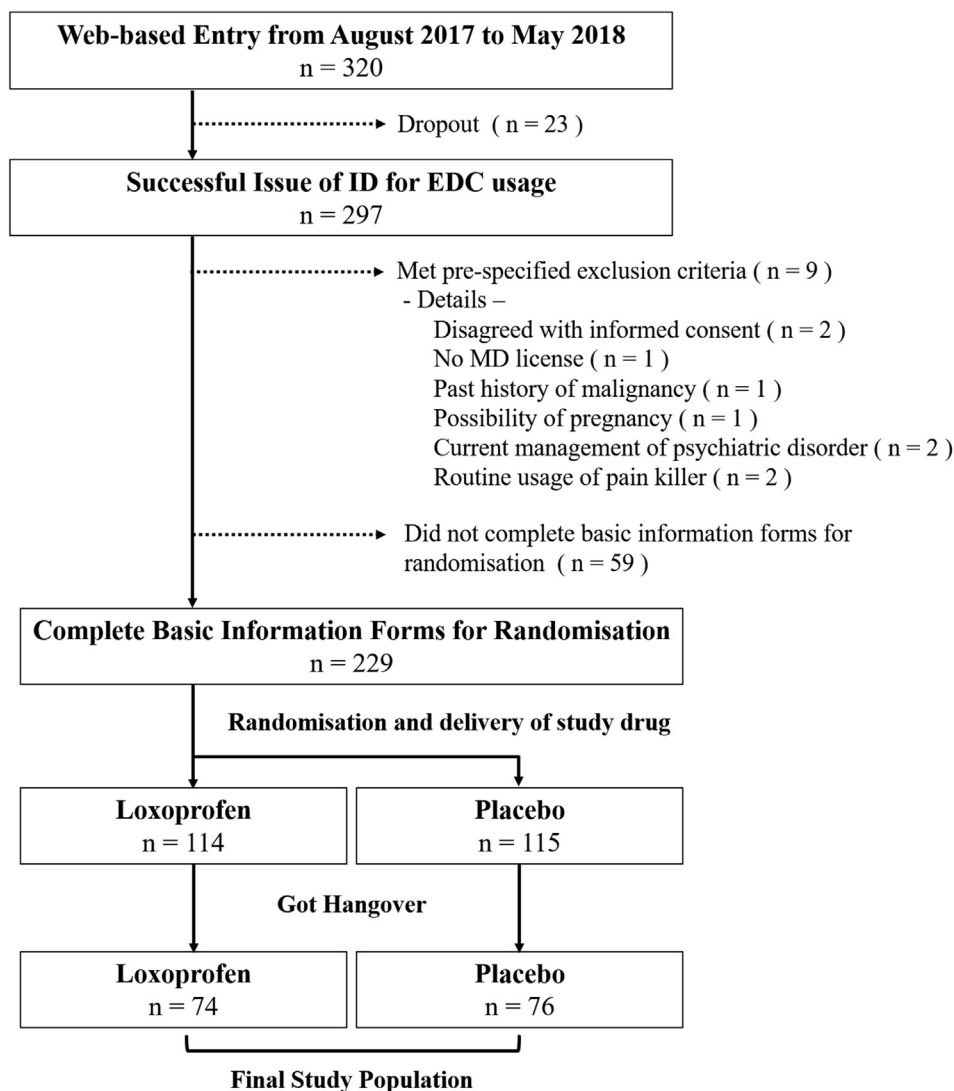 Web-based Entry from August 2017 to May 2018
n = 320
Dropout ( n = 23 )
Successful Issue of ID for EDC usage
n = 297
Met pre-specified exclusion criteria ( n = 9 )
- Details –
Disagreed with informed consent ( n = 2 )
No MD license ( n = 1 )
Past history of malignancy ( n = 1 )
Possibility of pregnancy ( n = 1 )
Current management of psychiatric disorder ( n = 2 )
Routine usage of pain killer ( n = 2 )
Did not complete basic information forms for
randomisation ( n = 59 )
Complete Basic Information Forms for Randomisation
n = 229
Randomisation and delivery of study drug
Loxoprofen
n = 114
Placebo
n = 115
Got Hangover
Loxoprofen
n = 74
Placebo
n = 76
Final Study Population